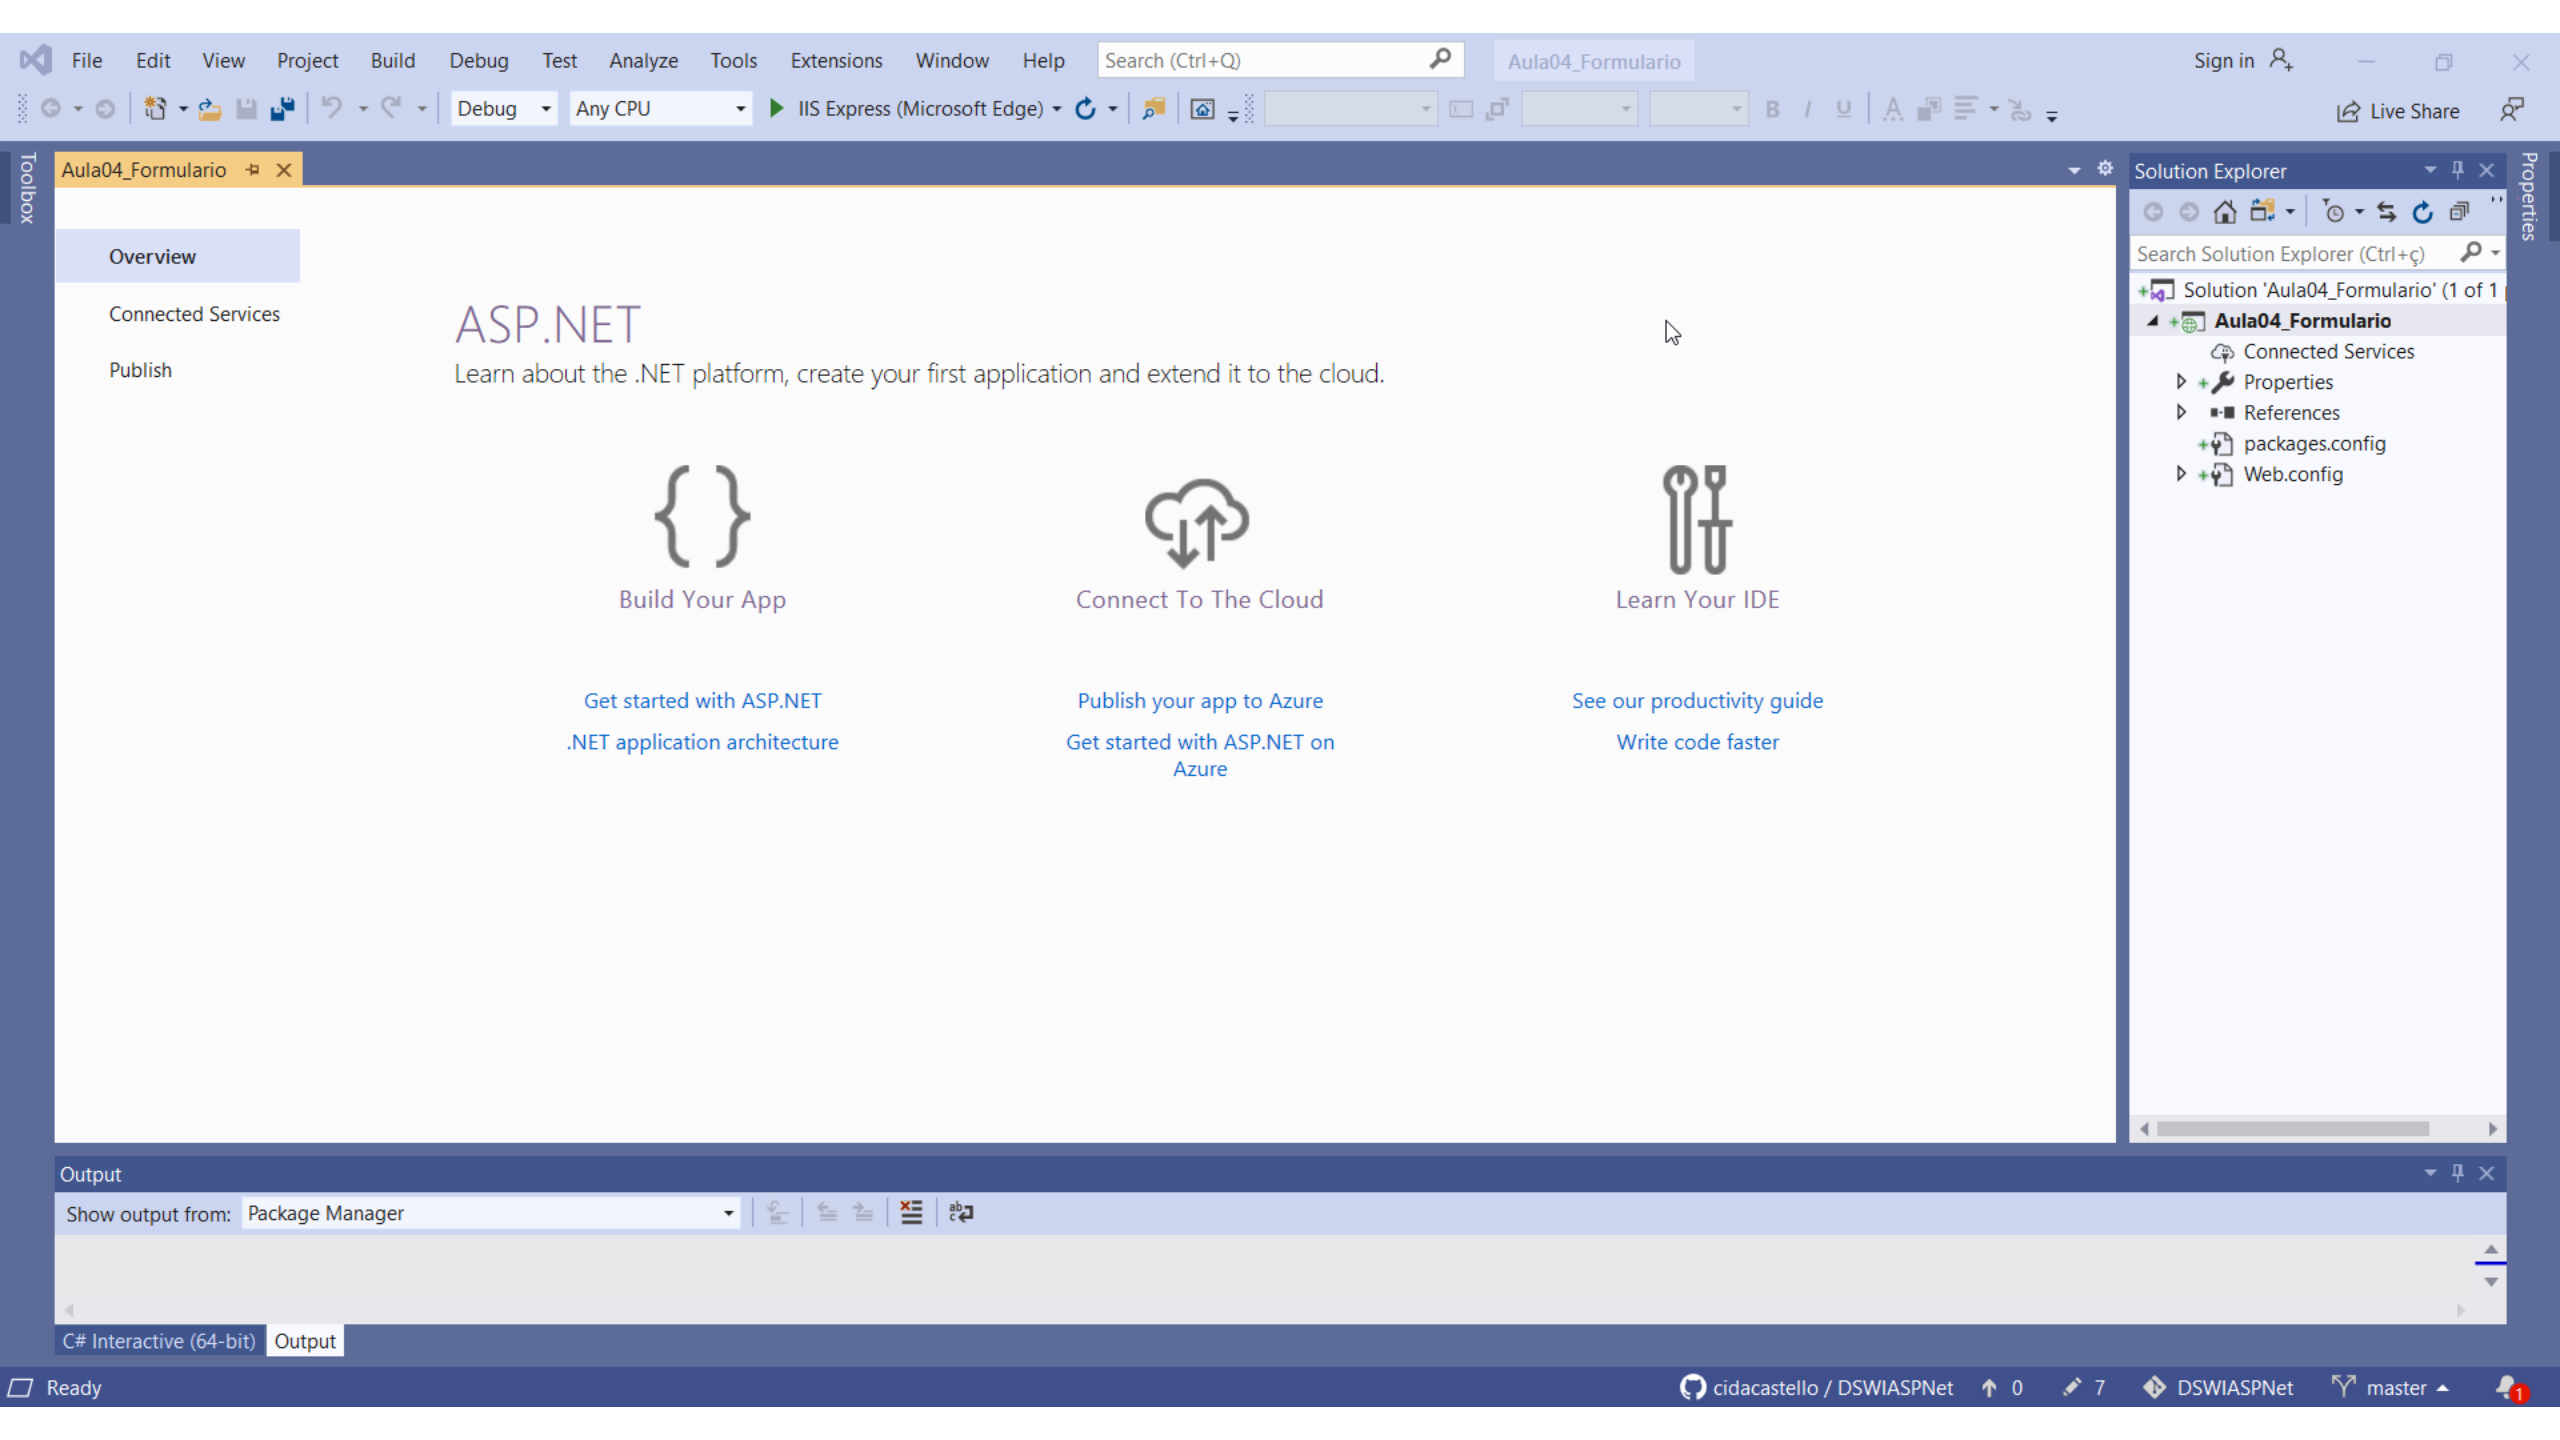 File Edit View Project Build Debug Test Analyze Tools Extensions Window Help Search (Ctrl+Q) Aula04_Formulario Sign in
Debug Any CPU IIS Express (Microsoft Edge) Live Share
Toolbox
Aula04_Formulario
Overview
Connected Services
Publish
ASP.NET
Learn about the .NET platform, create your first application and extend it to the cloud.
Build Your App
Get started with ASP.NET
.NET application architecture
Connect To The Cloud
Publish your app to Azure
Get started with ASP.NET on
Azure
Learn Your IDE
See our productivity guide
Write code faster
Solution Explorer
Search Solution Explorer (Ctrl+ç)
Solution 'Aula04_Formulario' (1 of 1
Aula04_Formulario
Connected Services
Properties
References
packages.config
Web.config
Properties
Output
Show output from: Package Manager
C# Interactive (64-bit) Output
Ready cidacastello / DSWIASPNet 0 7 DSWIASPNet master 1